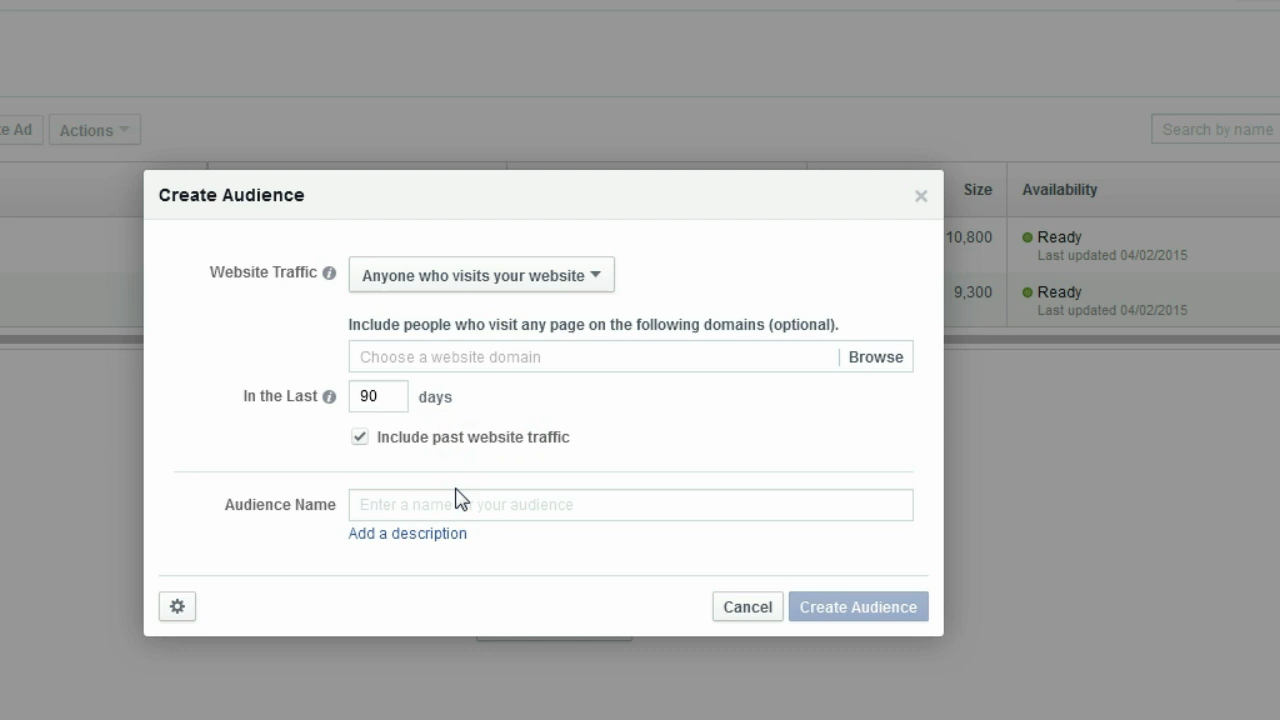 te Ad
Actions
Search by name
Size
Availability
10,800
Ready
Last updated 04/02/2015
9,300
Ready
Last updated 04/02/2015
Create Audience
Website Traffic
Anyone who visits your website
Include people who visit any page on the following domains (optional).
Choose a website domain
Browse
In the Last
90
days
Include past website traffic
Audience Name
Enter a name your audience
Add a description
Cancel
Create Audience